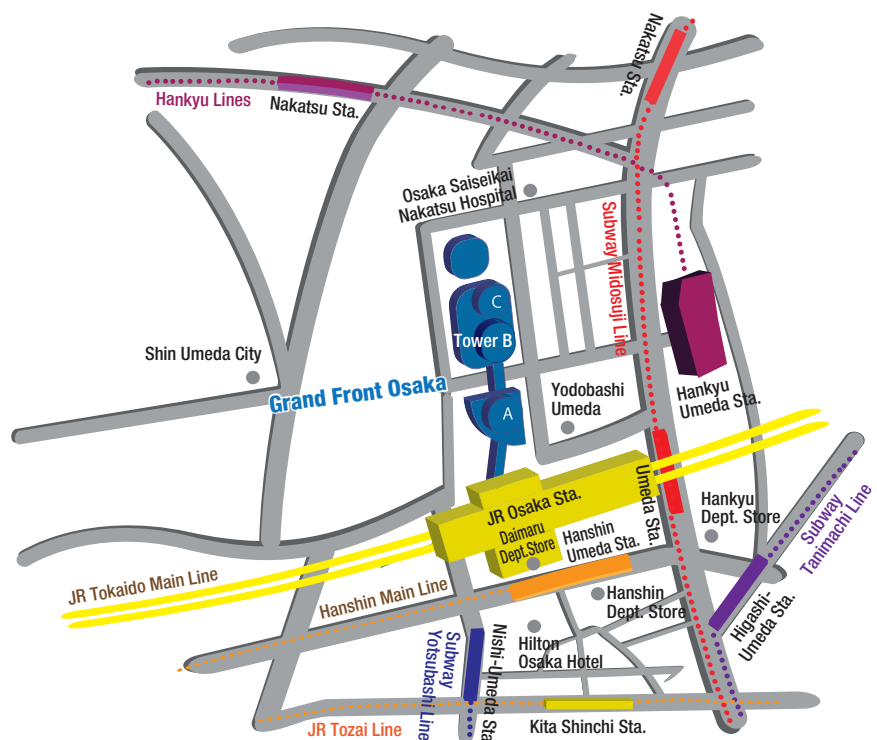 Nakatsu Sta.
Hankyu Lines
Nakatsu Sta.
Osaka Saiseikai
Nakatsu Hospital
Subway Midosuji Line
C
Tower B
Shin Umeda City
Grand Front Osaka
A
Yodobashi
Umeda
Hankyu
Umeda Sta.
JR Osaka Sta.
Daimaru
Dept.Store
Umeda Sta.
Hanshin
Umeda Sta.
Hankyu
Dept. Store
Subway
Tanimachi Line
JR Tokaido Main Line
Hanshin Main Line
Hanshin
Dept. Store
Higashi-
Umeda Sta.
Hilton
Osaka Hotel
Subway
Yotsubashi Line
Nishi-Umeda Sta
JR Tozai Line
Kita Shinchi Sta.